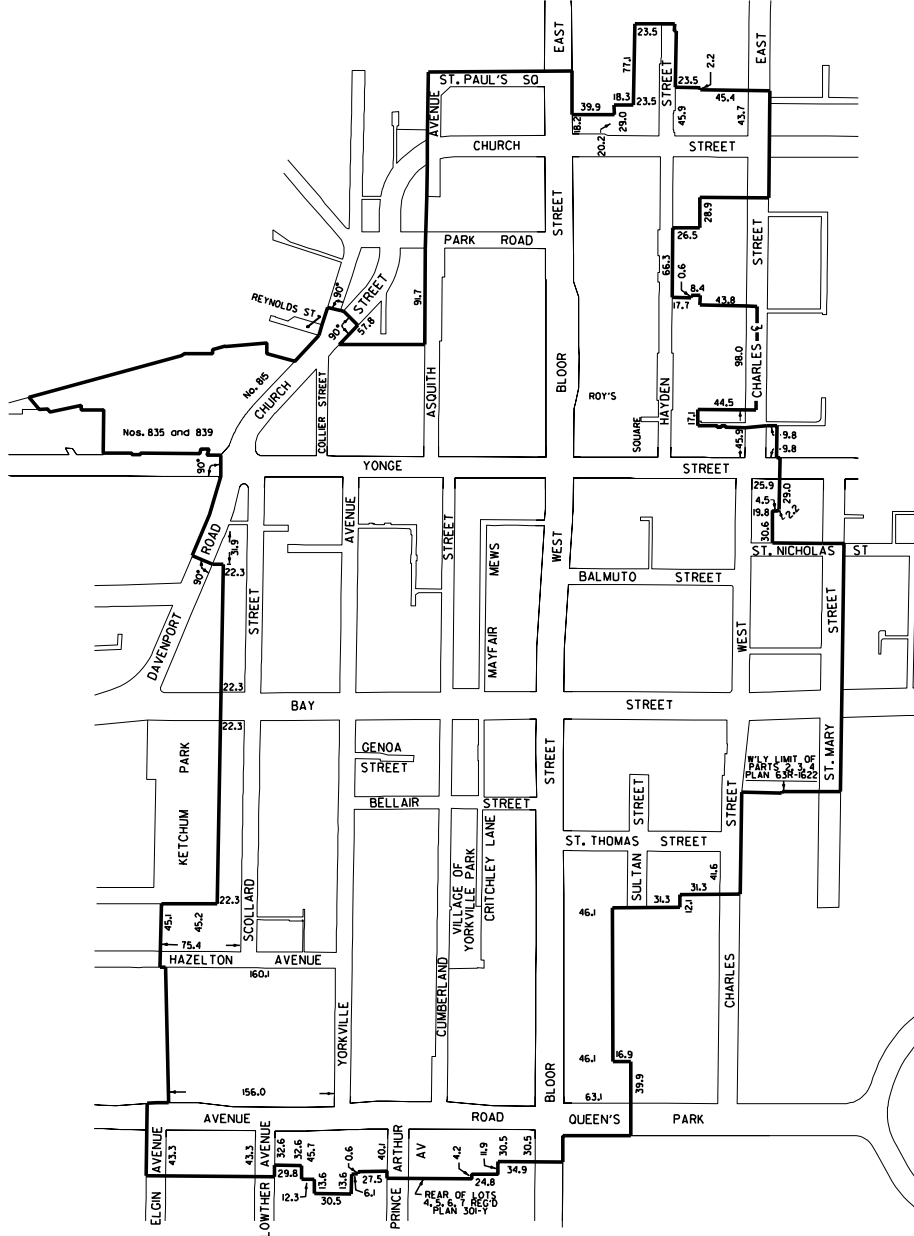 EAST
23.5
EAST
77.1
STREET
2.2
ST. PAUL'S SQ
AVENUE
23.5
45.4
39.9
18.3
23.5
18.2
29.0
20.2
45.9
43.7
CHURCH
STREET
28.9
STREET
PARK ROAD
26.5
STREET
66.3
0.6
8.4
17.7
43.8
REYNOLDS ST.
90°
STREET
90°
57.8
91.7
98.0
CHARLES
No. 815
CHURCH
COLLIER STREET
ASQUITH
BLOOR
ROY'S
HAYDEN
44.5
17.1
45.9
SQUARE
9.8
9.8
Nos. 835 and 839
90°
YONGE
STREET
25.9
29.0
4.5
19.8
2.2
30.6
AVENUE
STREET
MEWS
WEST
ROAD
31.9
90°
22.3
ST. NICHOLAS ST
BALMUTO STREET
STREET
STREET
DAVENPORT
MAYFAIR
WEST
22.3
BAY
STREET
22.3
PARK
KETCHUM
GENOA
STREET
STREET
W'LY LIMIT OF
PARTS 2, 3, 4
PLAN 63R-1622
ST. MARY
BELLAIR
STREET
STREET
STREET
ST. THOMAS STREET
VILLAGE OF
YORKVILLE PARK
CRITCHLEY LANE
SULTAN
41.6
31.3
31.3
12.1
22.3
45.1
45.2
SCOLLARD
46.1
75.4
HAZELTON AVENUE
160.1
YORKVILLE
CUMBERLAND
CHARLES
46.1
16.9
39.9
BLOOR
156.0
63.1
AVENUE
ROAD
QUEEN'S
PARK
AVENUE
43.3
43.3
AVENUE
32.6
32.6
45.7
0.6
40.1
ARTHUR
AV
4.2
11.9
30.5
30.5
29.8
13.6
13.6
27.5
34.9
12.3
30.5
6.1
24.8
ELGIN
LOWTHER
PRINCE
REAR OF LOTS
4, 5, 6, 7 REG'D
PLAN 301-Y